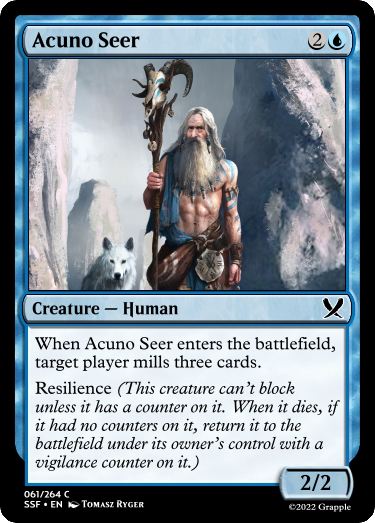 Acuno Seer 2
Creature — Human
When Acuno Seer enters the battlefield,
target player mills three cards.
Resilience (This creature can't block
unless it has a counter on it. When it dies, if
it had no counters on it, return it to the
battlefield under its owner's control with a
vigilance counter on it.)
2/2
061/264 C
SSF • EN Tomasz Ryger
©2022 Grapple